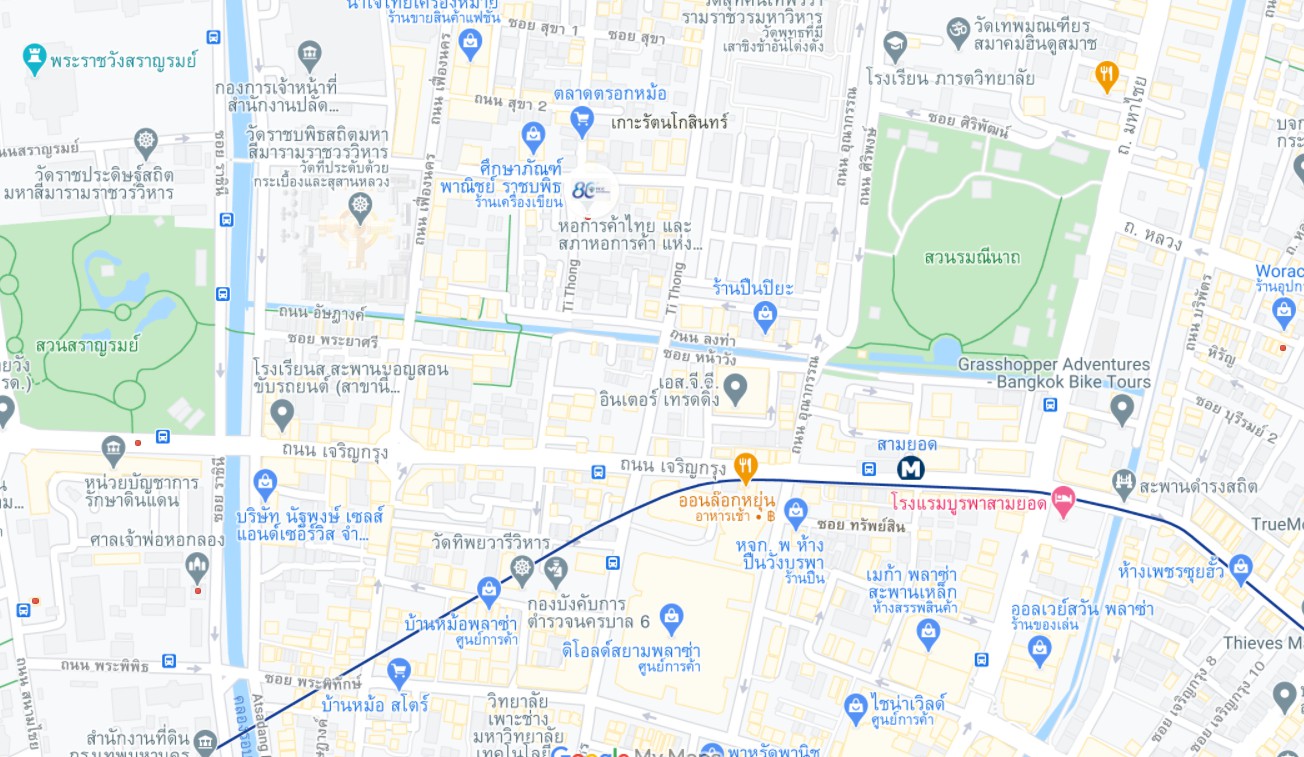 ร้านขายสินค้าแฟชั่น
ซอย สุขา 1
ซอย สุขา
รามราชวรมหาวิหาร
วัดพุทธที่มี
เสาชิงช้าอันโด่งดัง
วัดเทพมณเฑียร
สมาคมฮินดูสมาช
โรงเรียน ภารตวิทยาลัย
พระราชวังสราญรมย์
กองการเจ้าหน้าที่
สำนักงานปลัด...
ถนน เฟื่องนคร
ถนน สุขา 2
ตลาดตรอกหม้อ
เกาะรัตนโกสินทร์
ถนน อุณากรรณ
ถนน ศิริพงษ์
ซอย ศิริพัฒน์
ถ. มหาไชย
วัดราชประดิษฐ์สถิต
มหาสีมารามราชวรวิหาร
ซอย ราชินี
วัดราชบพิธสถิตมหา
สีมารามราชวรวิหาร
วัดที่ประดับด้วย
กระเบื้องและสุสานหลวง
ถนน เฟื่องนคร
ศึกษาภัณฑ์
พาณิชย์ ราชบพิธ
ร้านเครื่องเขียน
80
หอการค้าไทย และ
สภาหอการค้า แห่ง...
ถ. หลวง
สวนรมณีนาถ
Ti Thong
Ti Thong
ร้านปืนปิยะ
Worac
ร้านอุปก
ถนน บริพัตร
หิรัญ
สวนสราญรมย์
ถนน อัษฎางค์
ซอย พระยาศรี
ถนน ลงท่า
ซอย หน้าวัง
โรงเรียนส.สะพานมอญสอน
ขับรถยนต์ (สาขานี้...
เอส.จี.อี.
อินเตอร์ เทรดดิ้ง
ถนน อุณากรรณ
Grasshopper Adventures
- Bangkok Bike Tours
ซอย บุรีรมย์ 2
หน่วยบัญชาการ
รักษาดินแดน
ซอย ราชินี
ถนน เจริญกรุง
ถนน เจริญกรุง
สามยอด
M
ออนล๊อกหยุ่น
อาหารเช้า • ฿
โรงแรมบูรพาสามยอด
สะพานดำรงสถิต
บริษัท นัฐพงษ์ เซลส์
แอนด์เซอร์วิส จำ...
ศาลเจ้าพ่อหอกลอง
วัดทิพยวารีวิหาร
หจก. พ ห้าง
ปืนวังบูรพา
ร้านปืน
ซอย ทรัพย์สิน
TrueMo
ห้างเพชรซุยฮั้ว
บ้านหม้อพลาซ่า
ศูนย์การค้า
กองบังคับการ
ตำรวจนครบาล 6
ดิโอลด์สยามพลาซ่า
ศูนย์การค้า
เมก้า พลาซ่า
สะพานเหล็ก
ห้างสรรพสินค้า
ออลเวย์สวัน พลาซ่า
ร้านของเล่น
Thieves M
ถนน พระพิพิธ
ถนน สนามไชย
ซอย พระพิทักษ์
บ้านหม้อ สโตร์
วิทยาลัย
เพาะช่าง
มหาวิทยาลัย
เทคโนโลยี
ไชน่าเวิลด์
ศูนย์การค้า
ซอย เจริญกรุง 8
ซอย เจริญกรุง 10
สำนักงานที่ดิน
กรุงเทพมหานคร
Atsadang
Google My Maps
พาหุรัดพานิช